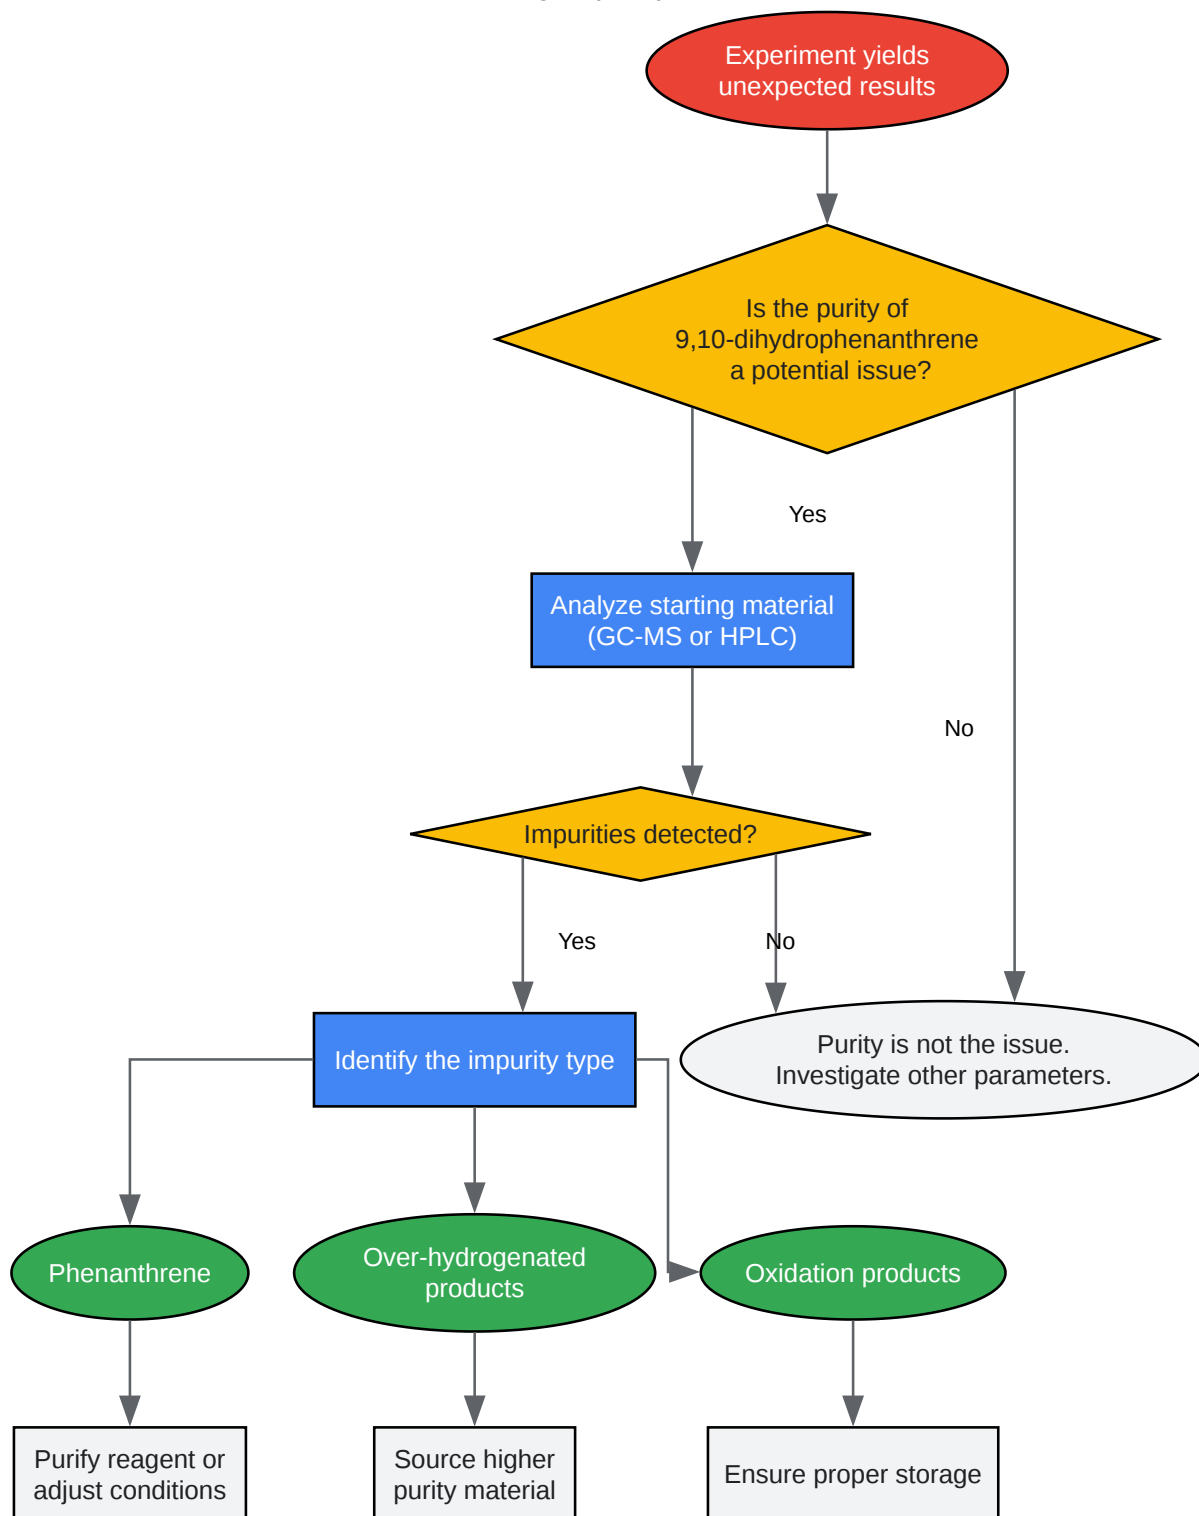 Experiment yields
unexpected results
Is the purity of
9,10-dihydrophenanthrene
a potential issue?
Yes
Analyze starting material
(GC-MS or HPLC)
No
Impurities detected?
Yes
No
Identify the impurity type
Purity is not the issue.
Investigate other parameters.
Phenanthrene
Over-hydrogenated
products
Oxidation products
Purify reagent or
adjust conditions
Source higher
purity material
Ensure proper storage